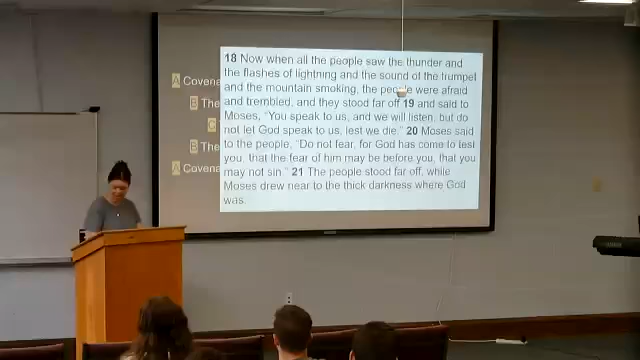 18 Now when all the people saw the thunder and
the flashes of lightning and the sound of the trumpet
and the mountain smoking, the people were afraid
and trembled, and they stood far off 19 and said to
Moses, "You speak to us, and we will listen, but do
not let God speak to us, lest we die." 20 Moses said
to the people, "Do not fear, for God has come to test
you, that the fear of him may be before you, that you
may not sin." 21 The people stood far off, while
Moses drew near to the thick darkness where God
was.
A Covena
B The
C
B The
A Covena